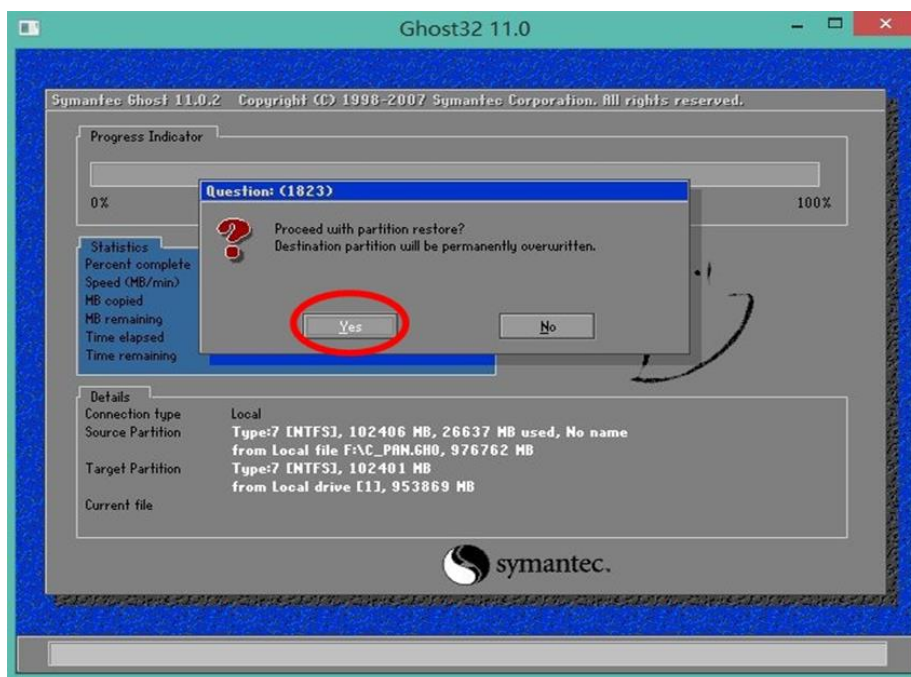 Ghost32 11.0
Symantec Ghost 11.0.2 Copyright (C) 1998-2007 Symantec Corporation. All rights reserved.
Progress Indicator
0% 100%
Question: (1823)
Proceed with partition restore?
Destination partition will be permanently overwritten.
Yes No
Statistics
Percent complete
Speed (MB/min)
MB copied
MB remaining
Time elapsed
Time remaining
Details
Connection type Local
Source Partition Type:7 [NTFS], 102406 MB, 26637 MB used, No name
from Local file F:\C_PAN.GHO, 976762 MB
Target Partition Type:7 [NTFS], 102401 MB
from Local drive [1], 953869 MB
Current file
symantec.